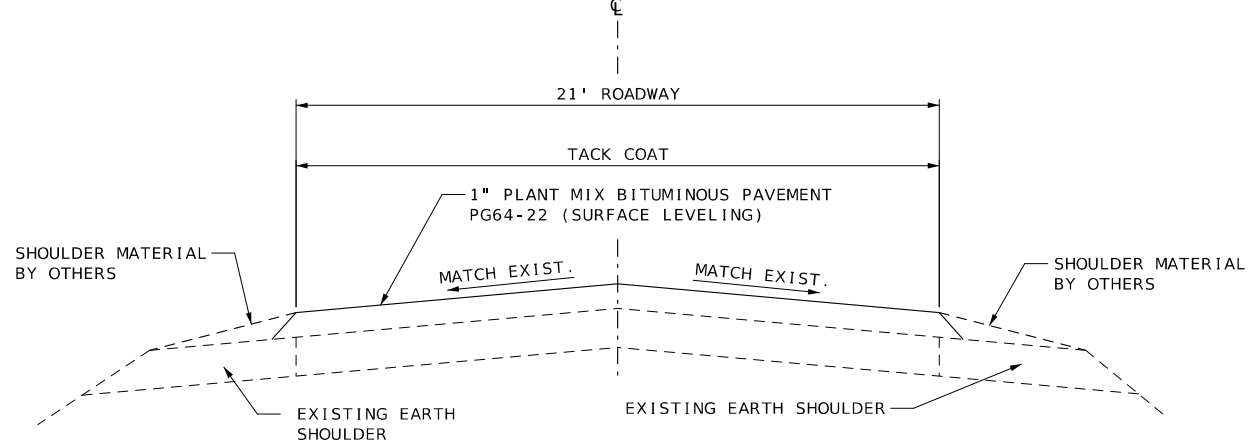 ℄
21' ROADWAY
TACK COAT
1" PLANT MIX BITUMINOUS PAVEMENT
PG64-22 (SURFACE LEVELING)
SHOULDER MATERIAL
BY OTHERS
MATCH EXIST.
MATCH EXIST.
SHOULDER MATERIAL
BY OTHERS
EXISTING EARTH
SHOULDER
EXISTING EARTH SHOULDER